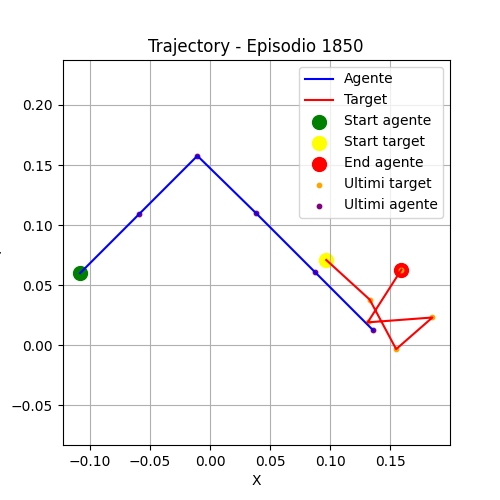 Trajectory - Episodio 1850
Agente
Target
Start agente
Start target
End agente
Ultimi target
Ultimi agente
0.20
0.15
0.10
0.05
0.00
−0.05
−0.10
−0.05
0.00
0.05
0.10
0.15
X